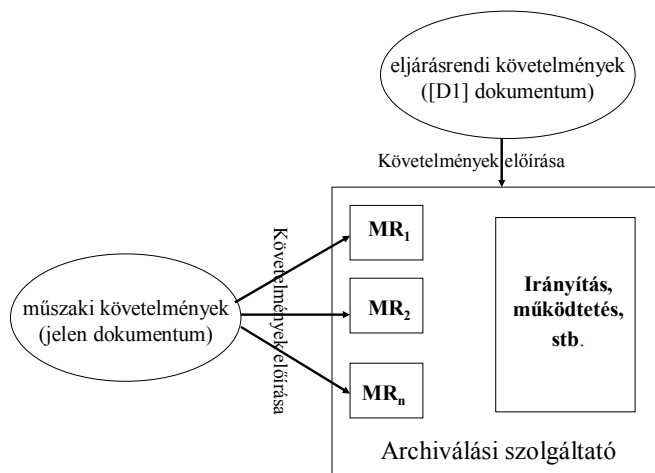 eljárásrendi követelmények
([D1] dokumentum)
Követelmények előírása
MR1
Követelmények előírása
MR2
Irányítás,
működtetés,
stb.
műszaki követelmények
(jelen dokumentum)
MRn
Archiválási szolgáltató